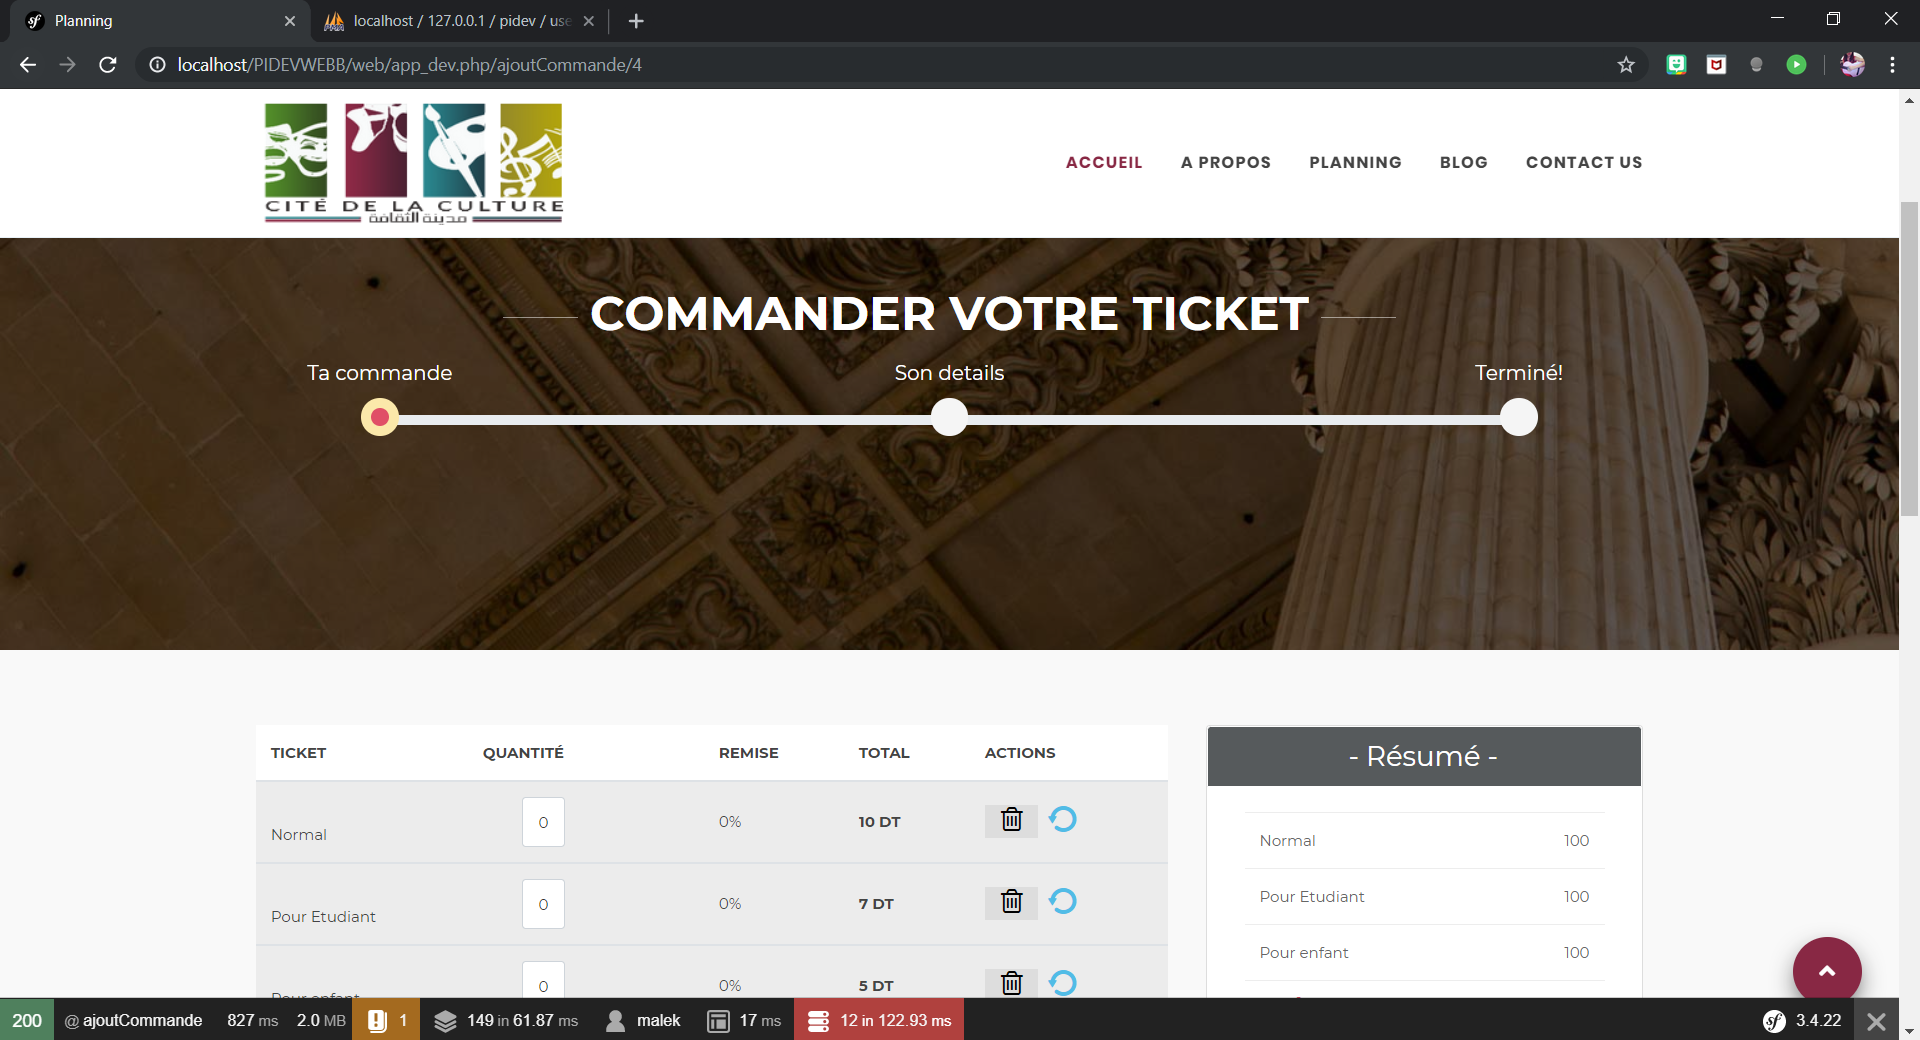 Planning
localhost / 127.0.0.1 / pidev / use
localhost/PIDEVWEBB/web/app_dev.php/ajoutCommande/4
CITÉ DE LA CULTURE
مدينة الثقافة
ACCUEIL
A PROPOS
PLANNING
BLOG
CONTACT US
COMMANDER VOTRE TICKET
Ta commande
Son details
Terminé!
TICKET QUANTITÉ REMISE TOTAL ACTIONS
Normal 0 0% 10 DT
Pour Etudiant 0 0% 7 DT
Pour enfant 0 0% 5 DT
- Résumé -
Normal 100
Pour Etudiant 100
Pour enfant 100
200 @ ajoutCommande 827 ms 2.0 MB 1 149 in 61.87 ms malek 17 ms 12 in 122.93 ms sf 3.4.22